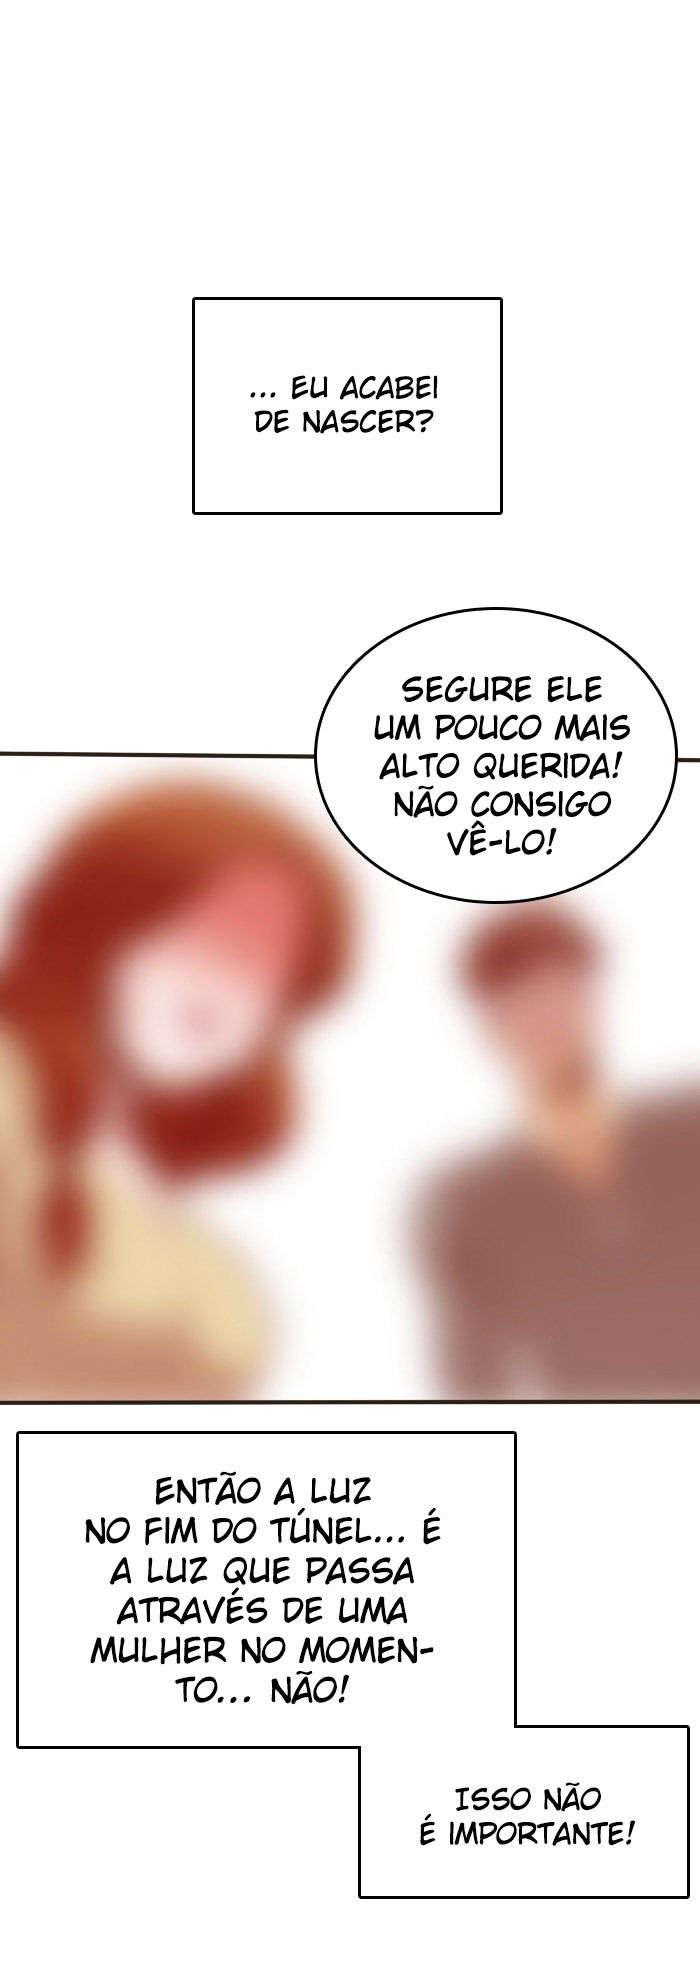 ... EU ACABEI
DE NASCER?
SEGURE ELE
UM POUCO MAIS
ALTO QUERIDA!
NÃO CONSIGO
VÊ-LO!
ENTÃO A LUZ
NO FIM DO TÚNEL... É
A LUZ QUE PASSA
ATRAVÉS DE UMA
MULHER NO MOMEN-
TO... NÃO!
ISSO NÃO
É IMPORTANTE!